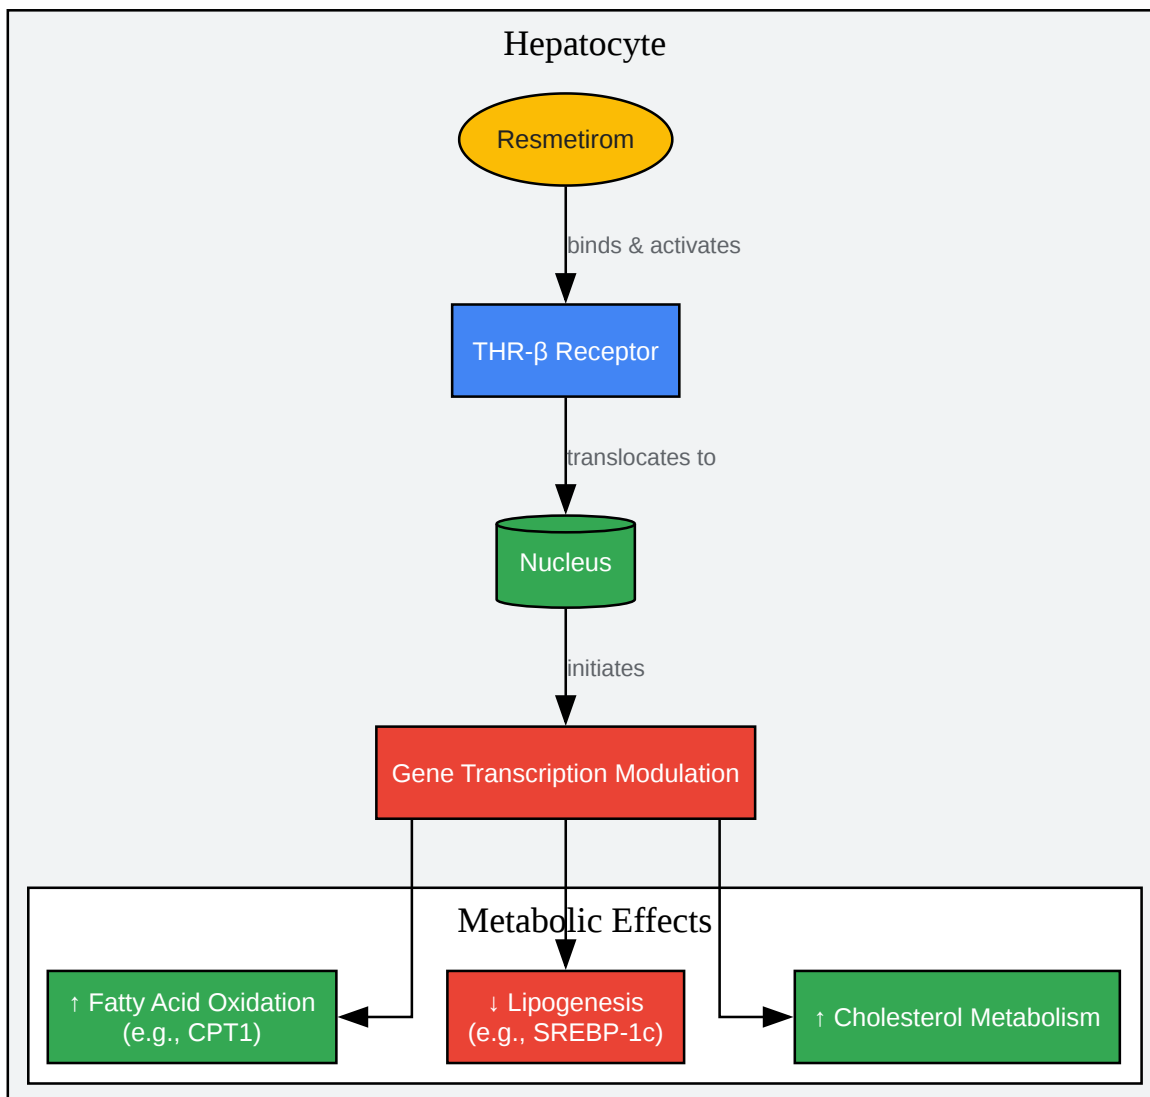 Hepatocyte
Resmetirom
binds & activates
THR-β Receptor
translocates to
Nucleus
initiates
Gene Transcription Modulation
Metabolic Effects
↑ Fatty Acid Oxidation
(e.g., CPT1)
↓ Lipogenesis
(e.g., SREBP-1c)
↑ Cholesterol Metabolism